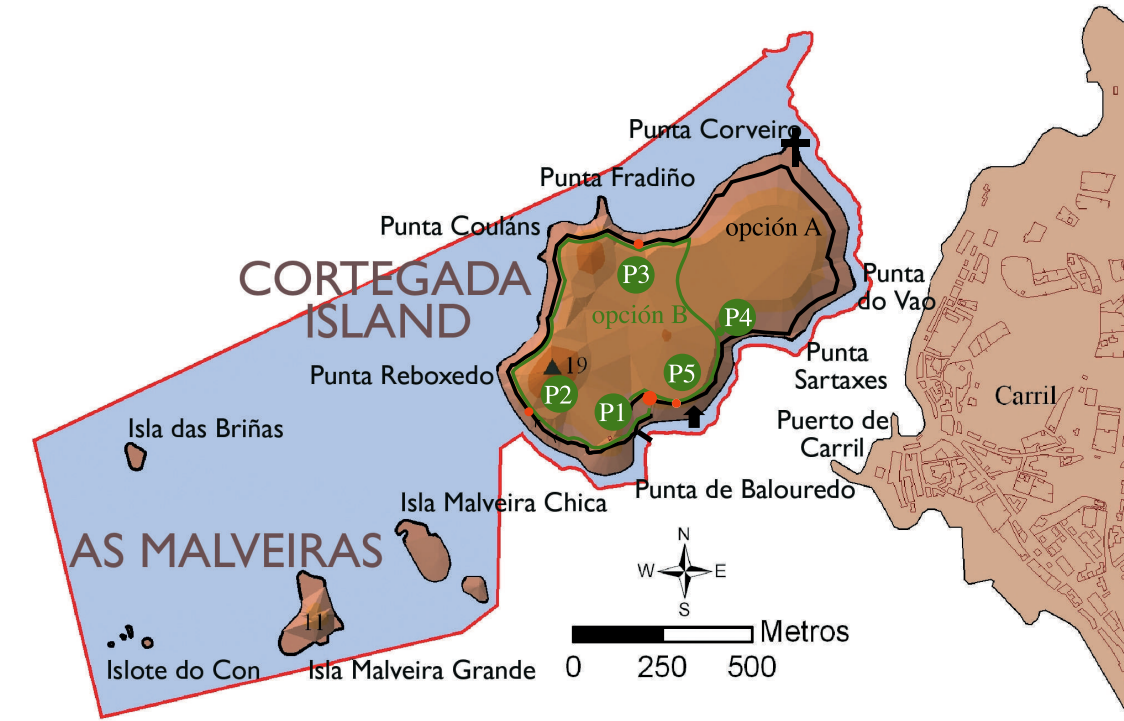 Punta Corveiro
Punta Fradiño
Punta Couláns
opción A
CORTEGADA
ISLAND
P3
Punta
do Vao
opción B
P4
Punta Reboxedo
19
P2
P5
P1
Punta
Sartaxes
Carril
Puerto de
Carril
Isla das Briñas
Punta de Balouredo
Isla Malveira Chica
AS MALVEIRAS
N
W
E
S
11
Metros
0
250
500
Islote do Con
Isla Malveira Grande